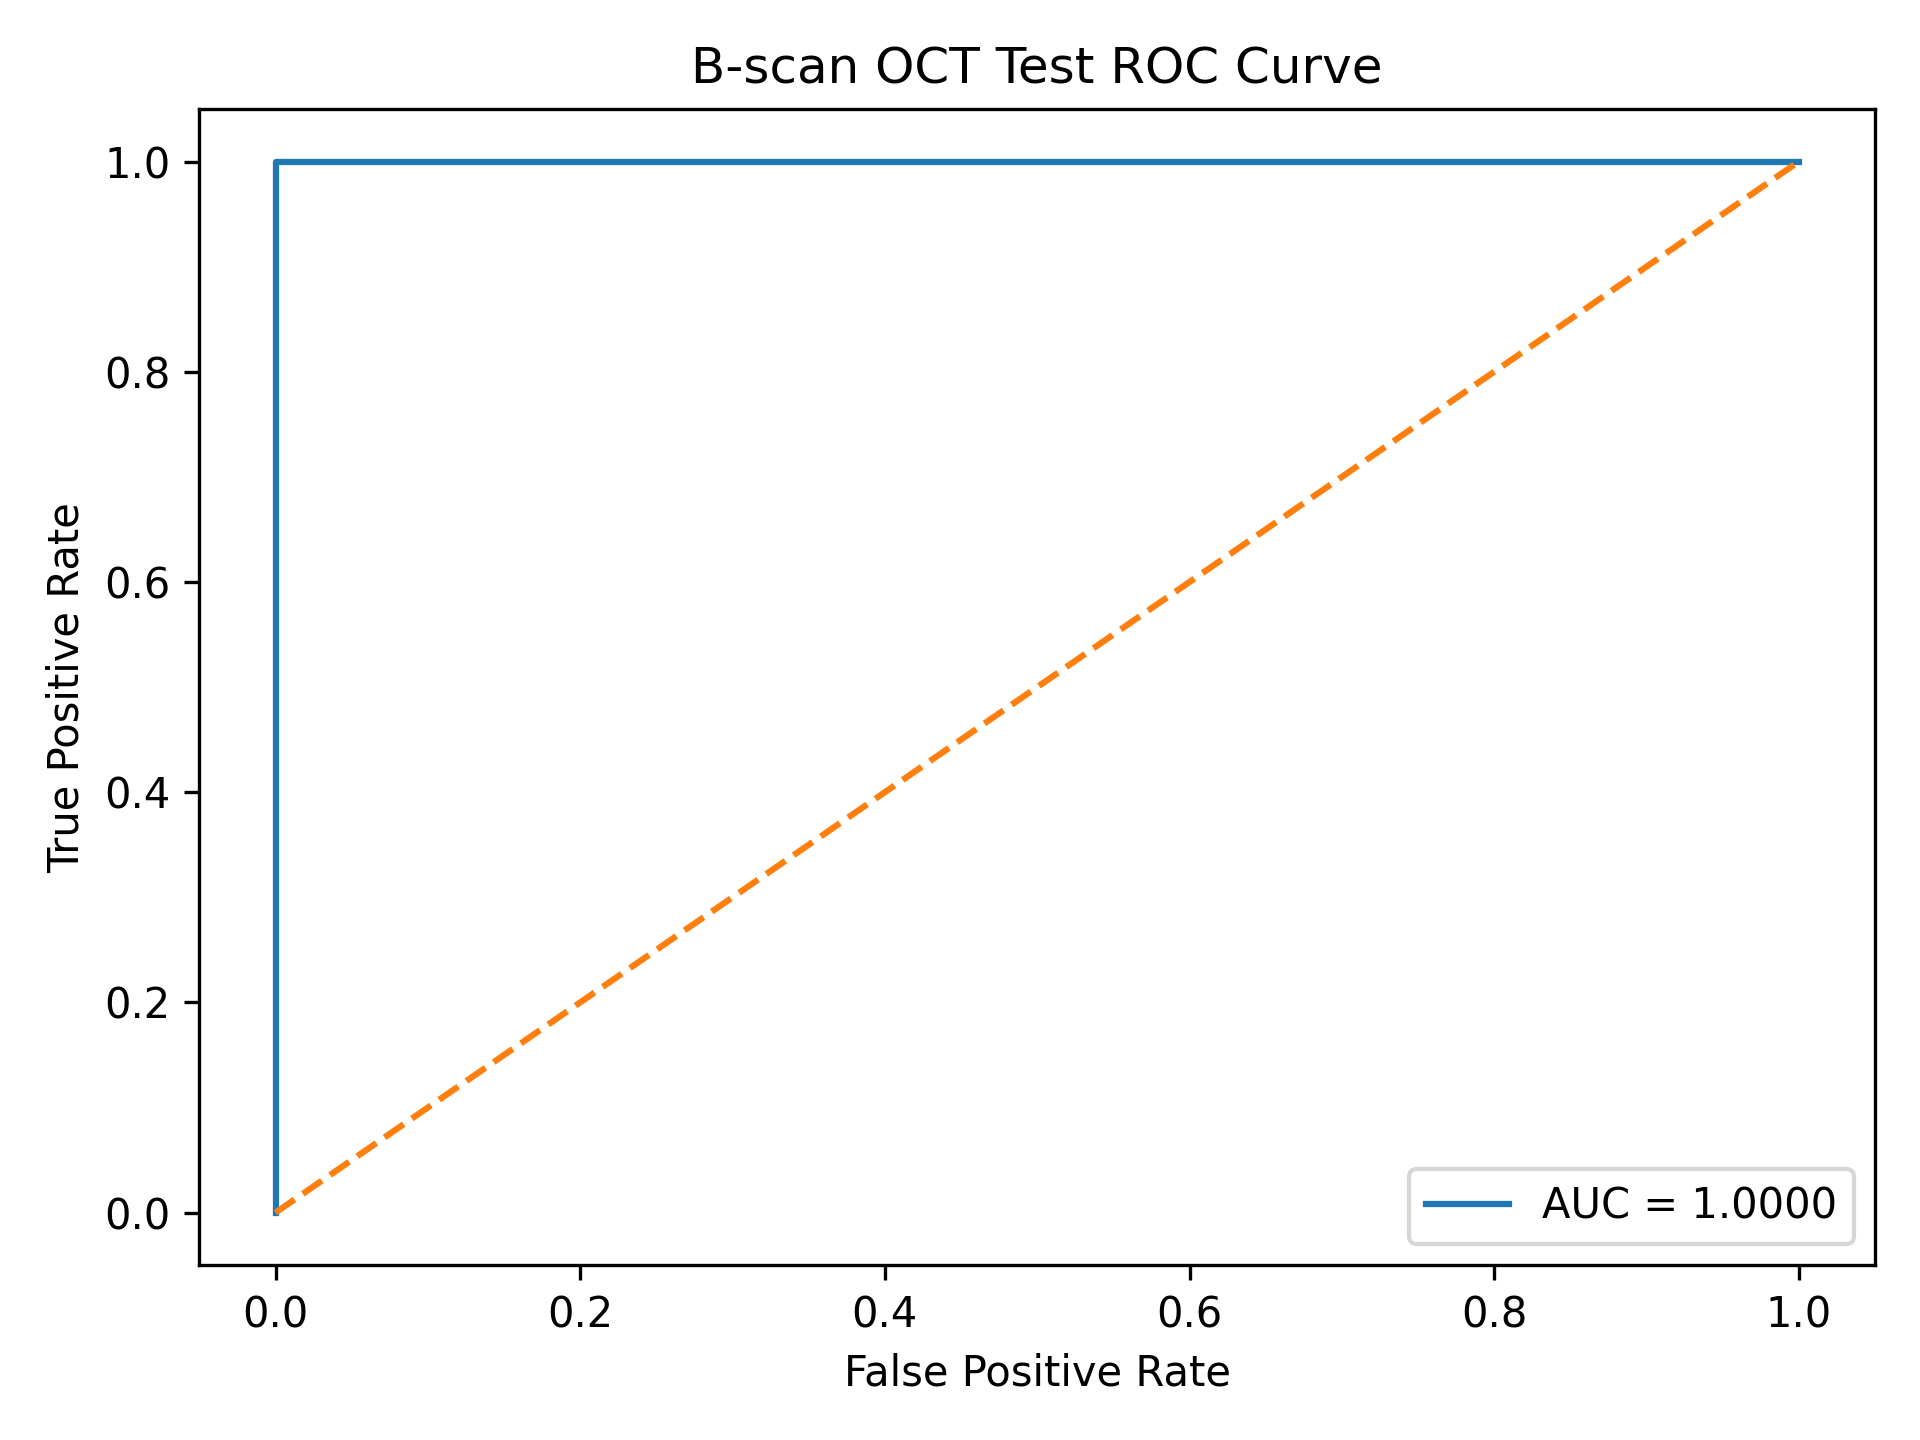 B-scan OCT Test ROC Curve
True Positive Rate
1.0
0.8
0.6
0.4
0.2
0.0
AUC = 1.0000
0.0 0.2 0.4 0.6 0.8 1.0
False Positive Rate